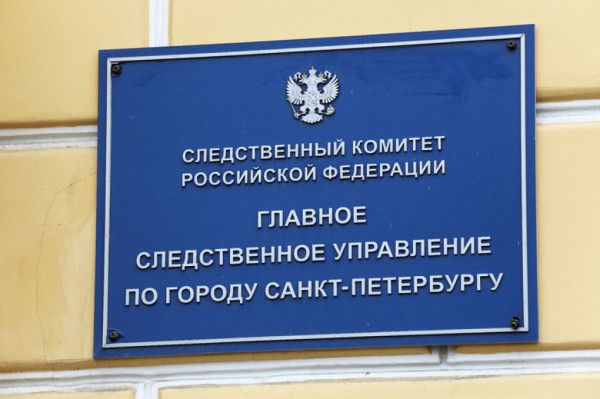 СЛЕДСТВЕННЫЙ КОМИТЕТ
РОССИЙСКОЙ ФЕДЕРАЦИИ
ГЛАВНОЕ
СЛЕДСТВЕННОЕ УПРАВЛЕНИЕ
ПО ГОРОДУ САНКТ-ПЕТЕРБУРГУ